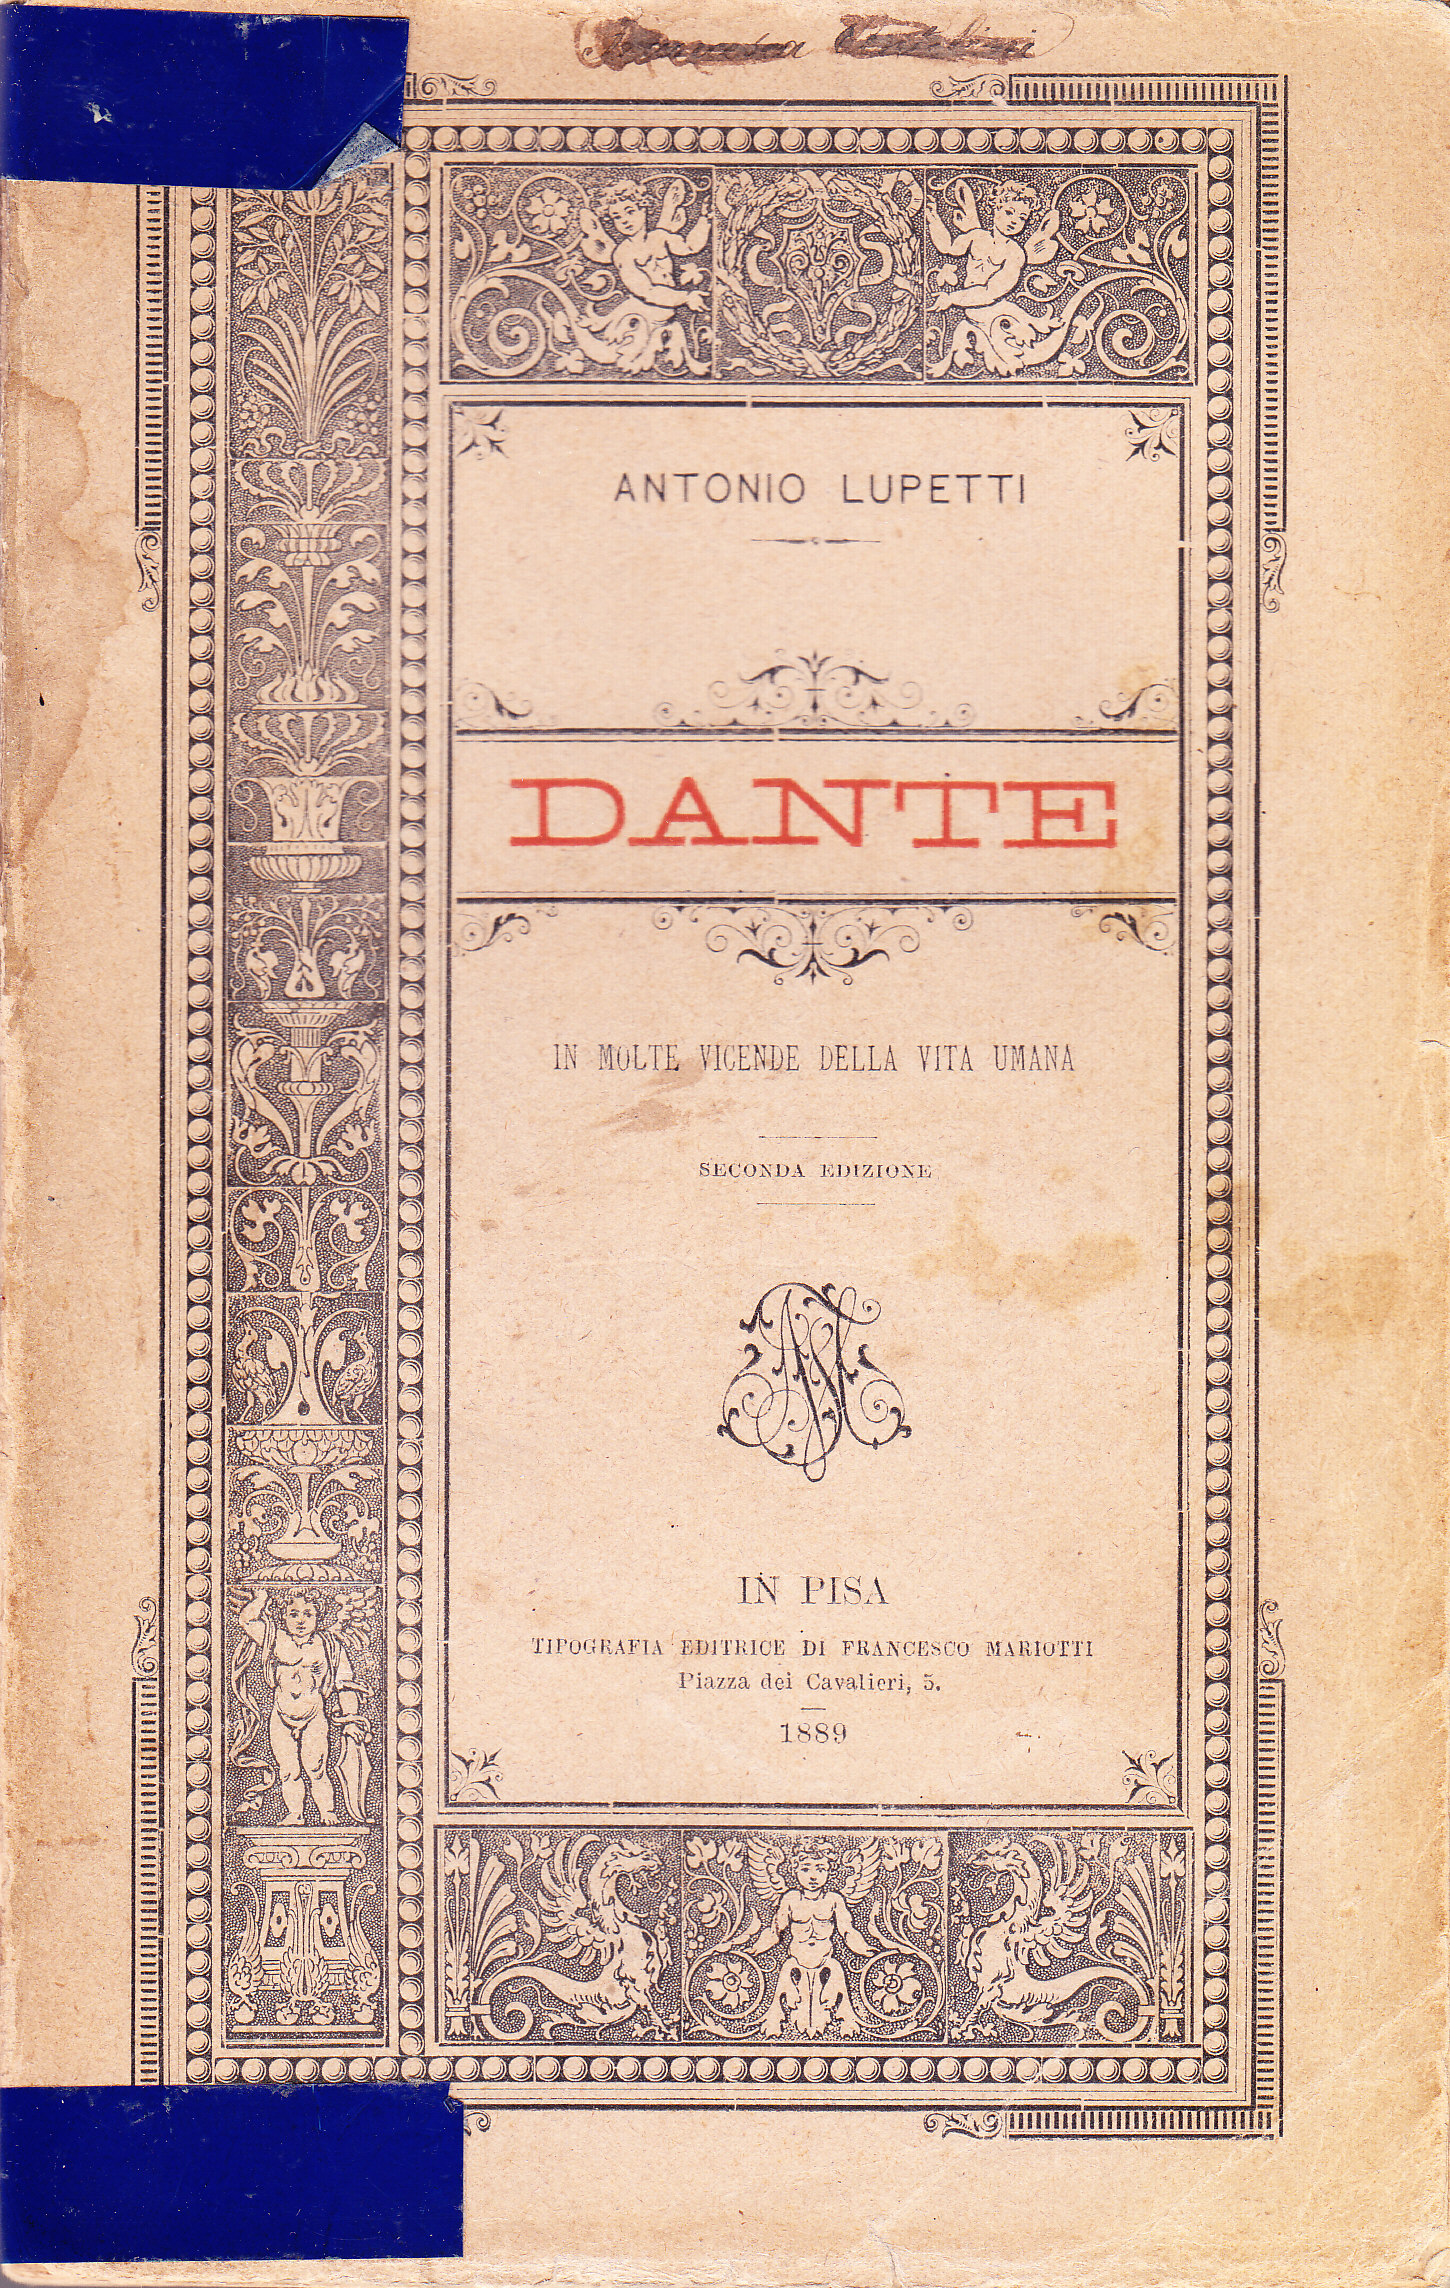 ANTONIO LUPETTI
DANTE
IN MOLTE VICENDE DELLA VITA UMANA
SECONDA EDIZIONE
IN PISA
TIPOGRAFIA EDITRICE DI FRANCESCO MARIOTTI
Piazza dei Cavalieri, 5.
1889